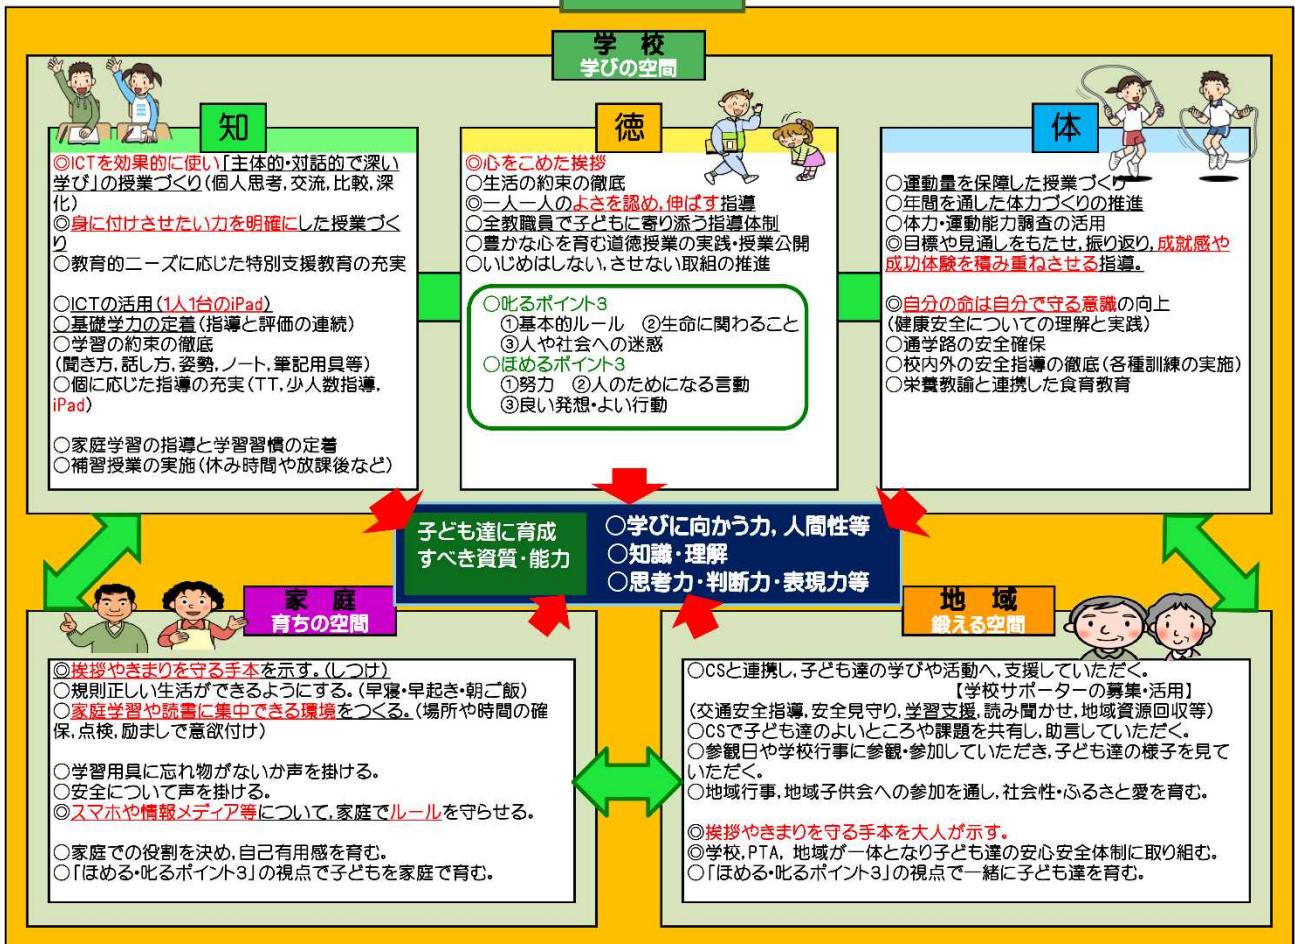 学 校
学びの空間
知
◎ICTを効果的に使い「主体的・対話的で深い
学び」の授業づくり(個人思考,交流,比較,深
化)
◎身に付けさせたい力を明確にした授業づく
り
○教育的ニーズに応じた特別支援教育の充実
○ICTの活用(1人1台のiPad)
○基礎学力の定着(指導と評価の連続)
○学習の約束の徹底
(聞き方,話し方,姿勢,ノート,筆記用具等)
○個に応じた指導の充実(TT,少人数指導,
iPad)
○家庭学習の指導と学習習慣の定着
○補習授業の実施(休み時間や放課後など)
徳
◎心をこめた挨拶
○生活の約束の徹底
◎一人一人のよさを認め,伸ばす指導
○全教職員で子どもに寄り添う指導体制
○豊かな心を育む道徳授業の実践・授業公開
○いじめはしない,させない取組の推進
○叱るポイント3
①基本的ルール ②生命に関わること
③人や社会への迷惑
○ほめるポイント3
①努力 ②人のためになる言動
③良い発想・よい行動
体
○運動量を保障した授業づくり
○年間を通した体力づくりの推進
○体力・運動能力調査の活用
◎目標や見通しをもたせ,振り返り,成就感や
成功体験を積み重ねさせる指導。
◎自分の命は自分で守る意識の向上
(健康安全についての理解と実践)
○通学路の安全確保
○校内外の安全指導の徹底(各種訓練の実施)
○栄養教諭と連携した食育教育
子ども達に育成
すべき資質・能力
○学びに向かう力,人間性等
○知識・理解
○思考力・判断力・表現力等
家 庭
育ちの空間
◎挨拶やきまりを守る手本を示す。(しつけ)
○規則正しい生活ができるようにする。(早寝・早起き・朝ご飯)
○家庭学習や読書に集中できる環境をつくる。(場所や時間の確
保,点検,励ましで意欲付け)
○学習用具に忘れ物がないか声を掛ける。
○安全について声を掛ける。
◎スマホや情報メディア等について,家庭でルールを守らせる。
○家庭での役割を決め,自己有用感を育む。
○「ほめる・叱るポイント3」の視点で子どもを家庭で育む。
地 域
鍛える空間
○CSと連携し,子ども達の学びや活動へ,支援していただく。
【学校サポーターの募集・活用】
(交通安全指導,安全見守り,学習支援,読み聞かせ,地域資源回収等)
○CSで子ども達のよいところや課題を共有し,助言していただく。
○参観日や学校行事に参観・参加していただき,子ども達の様子を見て
いただく。
○地域行事,地域子供会への参加を通し,社会性・ふるさと愛を育む。
◎挨拶やきまりを守る手本を大人が示す。
◎学校,PTA, 地域が一体となり子ども達の安心安全体制に取り組む。
○「ほめる・叱るポイント3」の視点で一緒に子ども達を育む。